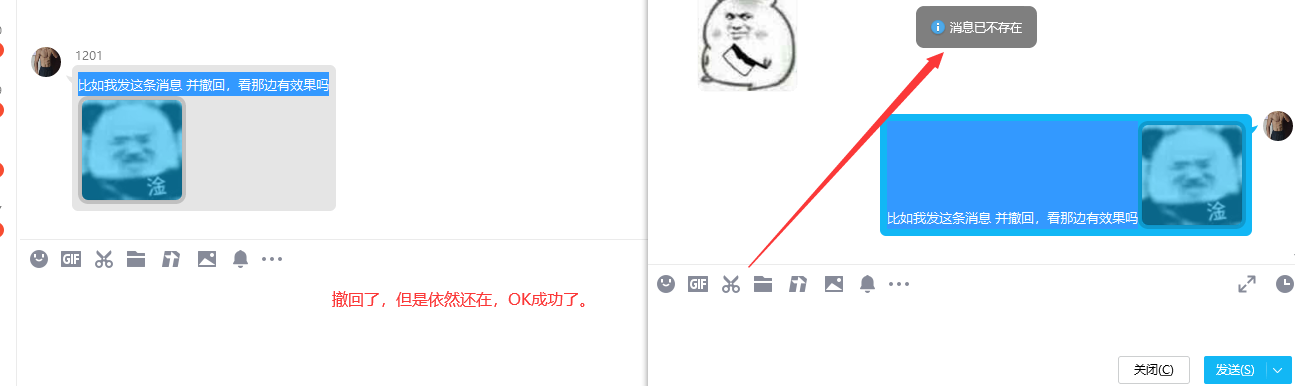 1201
比如我发这条消息 并撤回，看那边有效果吗
淦
GIF
撤回了，但是依然还在，OK成功了。
消息已不存在
比如我发这条消息 并撤回，看那边有效果吗
淦
GIF
关闭(C)
发送(S)